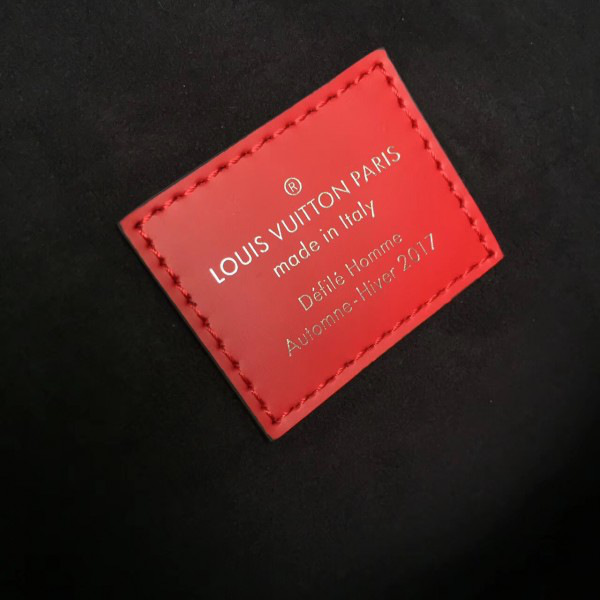 ®
LOUIS VUITTON PARIS
made in Italy
Défilé Homme
Automne-Hiver 2017